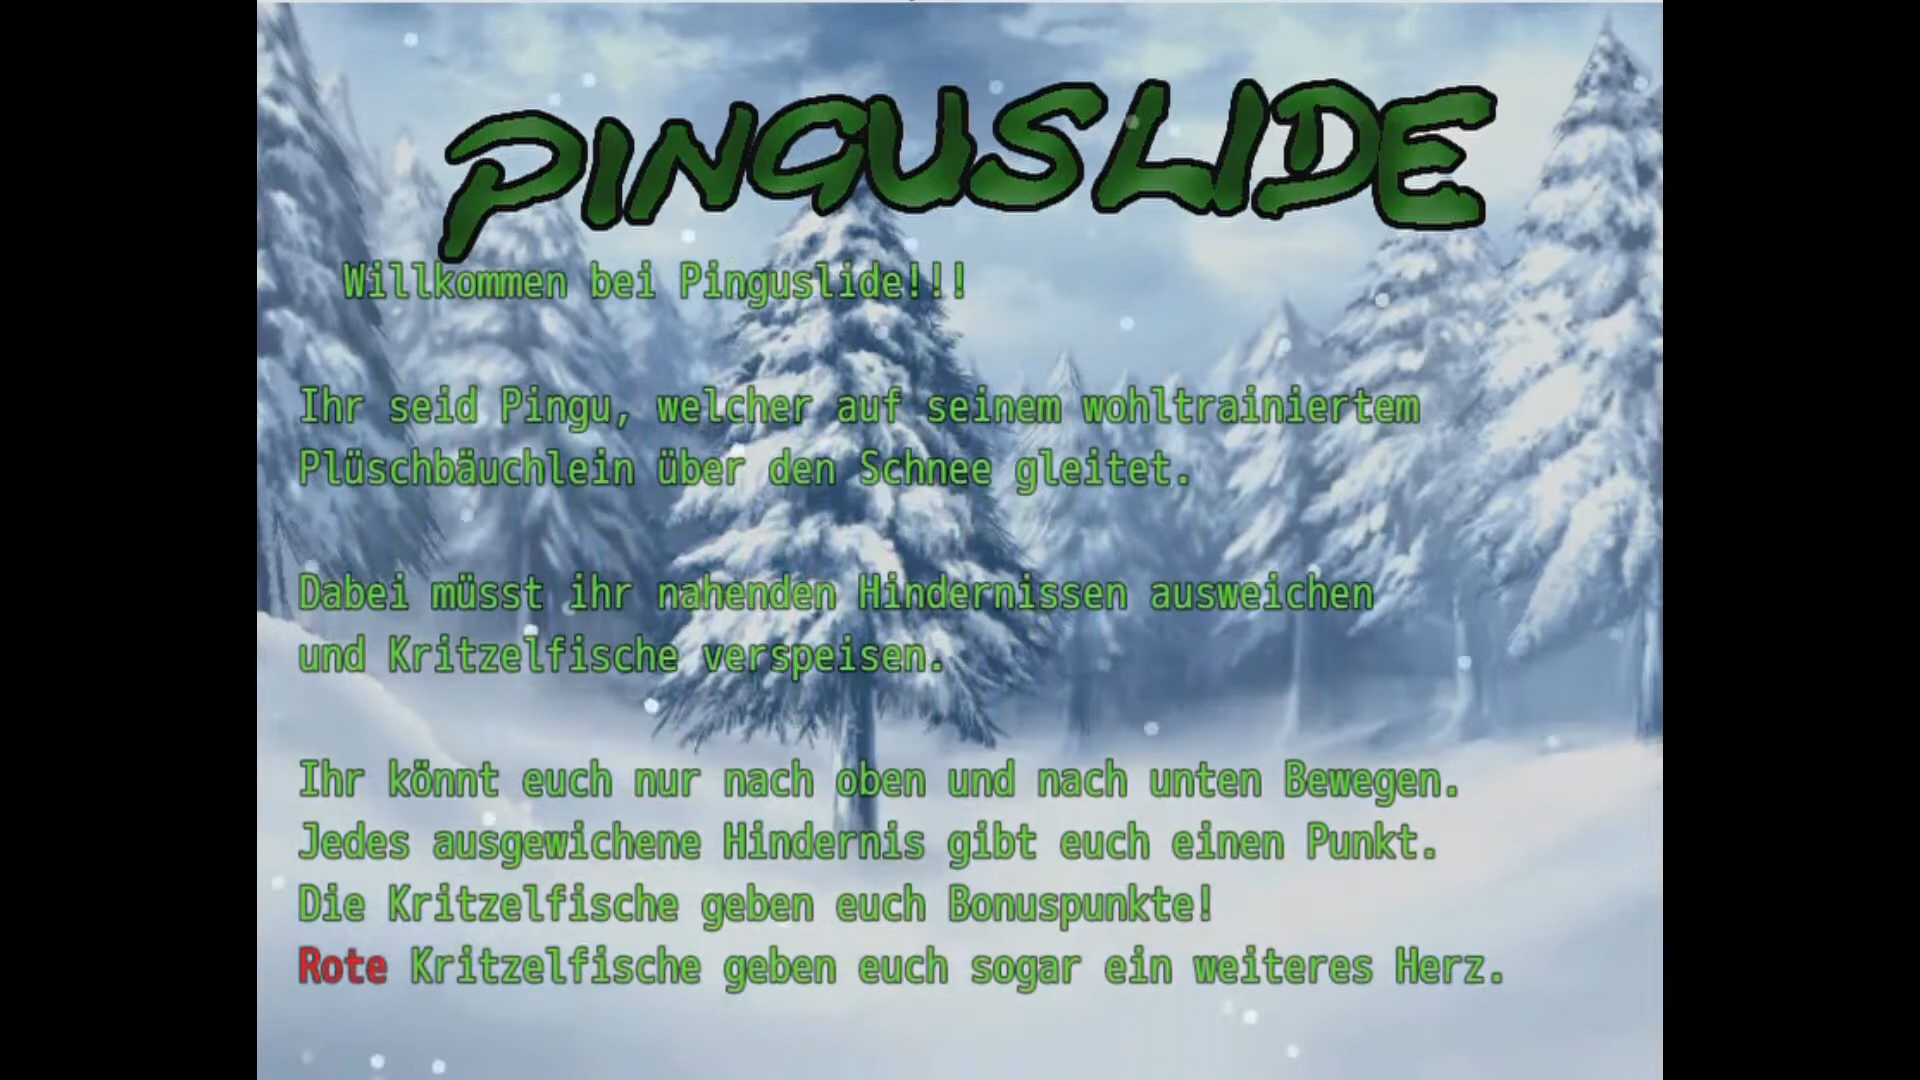 PINGUSLIDE
Willkommen bei Pinguslide!!!
Ihr seid Pingu, welcher auf seinem wohltrainiertem
Plüschbäuchlein über den Schnee gleitet.
Dabei müsst ihr nahenden Hindernissen ausweichen
und Kritzelfische verspeisen.
Ihr könnt euch nur nach oben und nach unten Bewegen.
Jedes ausgewichene Hindernis gibt euch einen Punkt.
Die Kritzelfische geben euch Bonuspunkte!
Rote Kritzelfische geben euch sogar ein weiteres Herz.